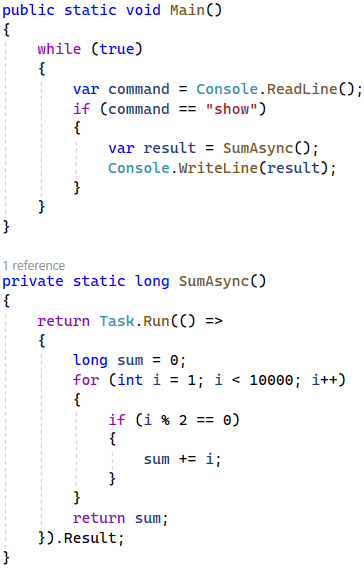 public static void Main()
{
    while (true)
    {
        var command = Console.ReadLine();
        if (command == "show")
        {
            var result = SumAsync();
            Console.WriteLine(result);
        }
    }
}
1 reference
private static long SumAsync()
{
    return Task.Run(() =>
    {
        long sum = 0;
        for (int i = 1; i < 10000; i++)
        {
            if (i % 2 == 0)
            {
                sum += i;
            }
        }
        return sum;
    }).Result;
}